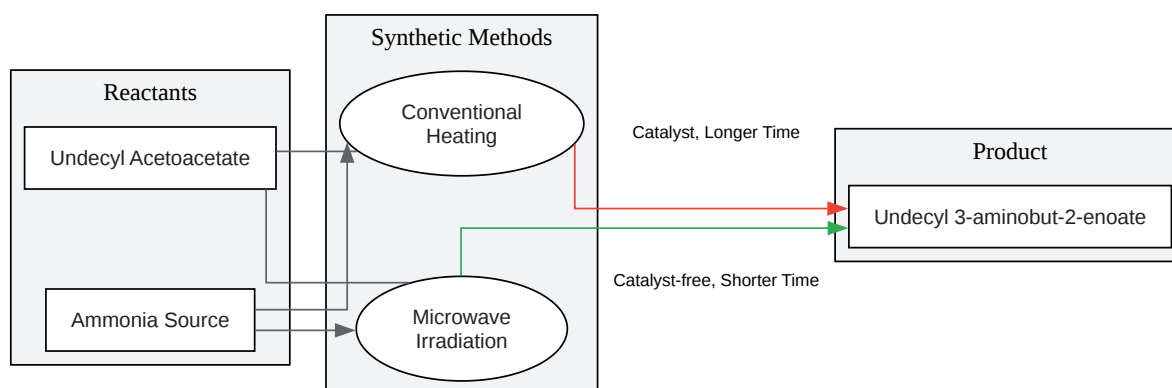 Synthetic Methods
Reactants
Conventional
Heating
Undecyl Acetoacetate
Catalyst, Longer Time
Product
Undecyl 3-aminobut-2-enoate
Catalyst-free, Shorter Time
Ammonia Source
Microwave
Irradiation